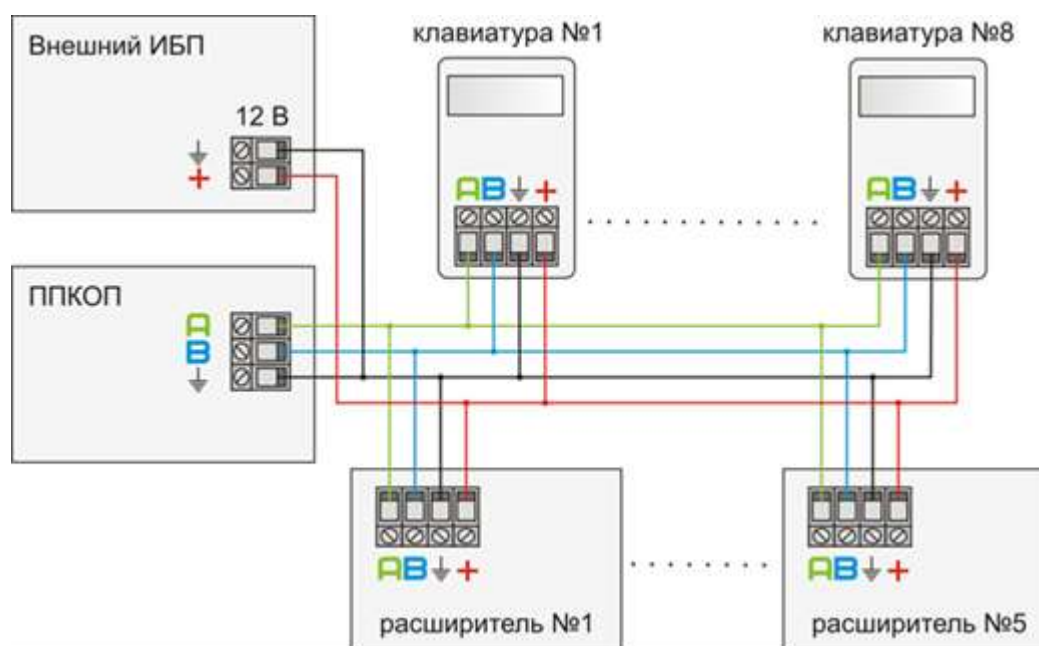 Внешний ИБП
12 В
+
клавиатура №1
AB +
клавиатура №8
AB +
ППКОП
A
B
AB +
расширитель №1
AB +
расширитель №5